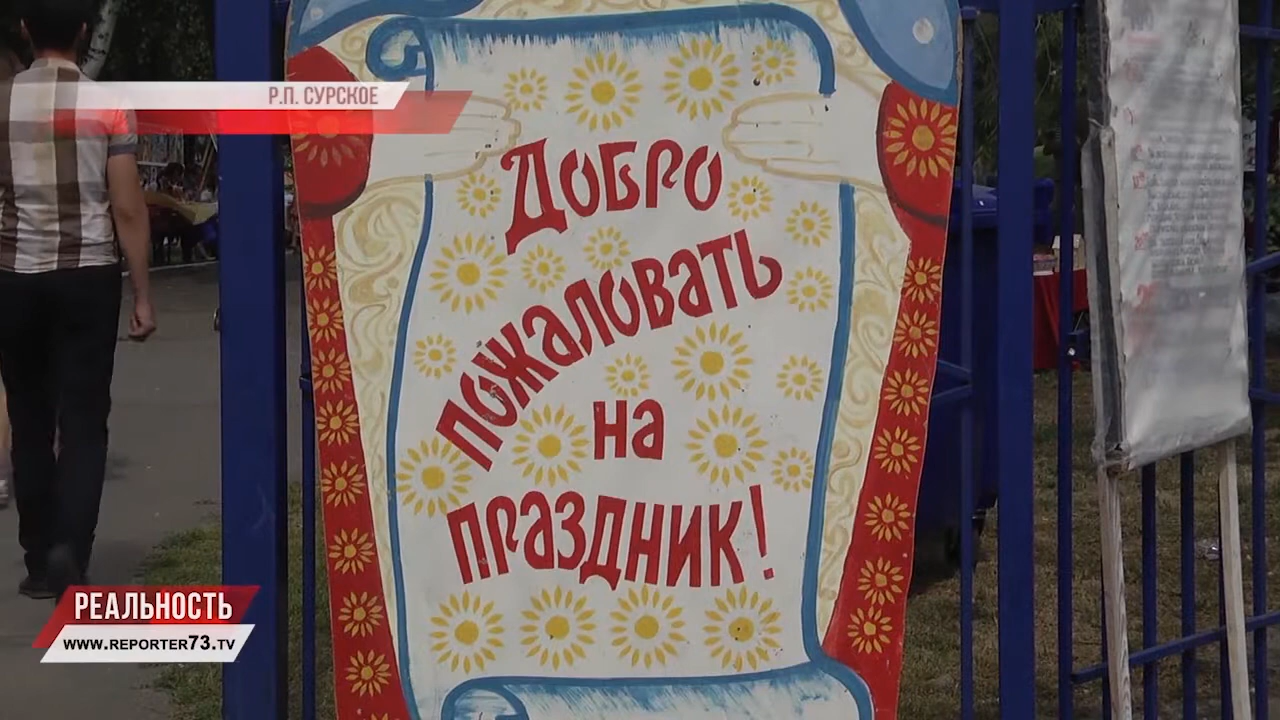 Р.П. СУРСКОЕ
ДОБРО
ПОЖАЛОВАТЬ
НА
ПРАЗДНИК!
РЕАЛЬНОСТЬ
WWW.REPORTER73.TV